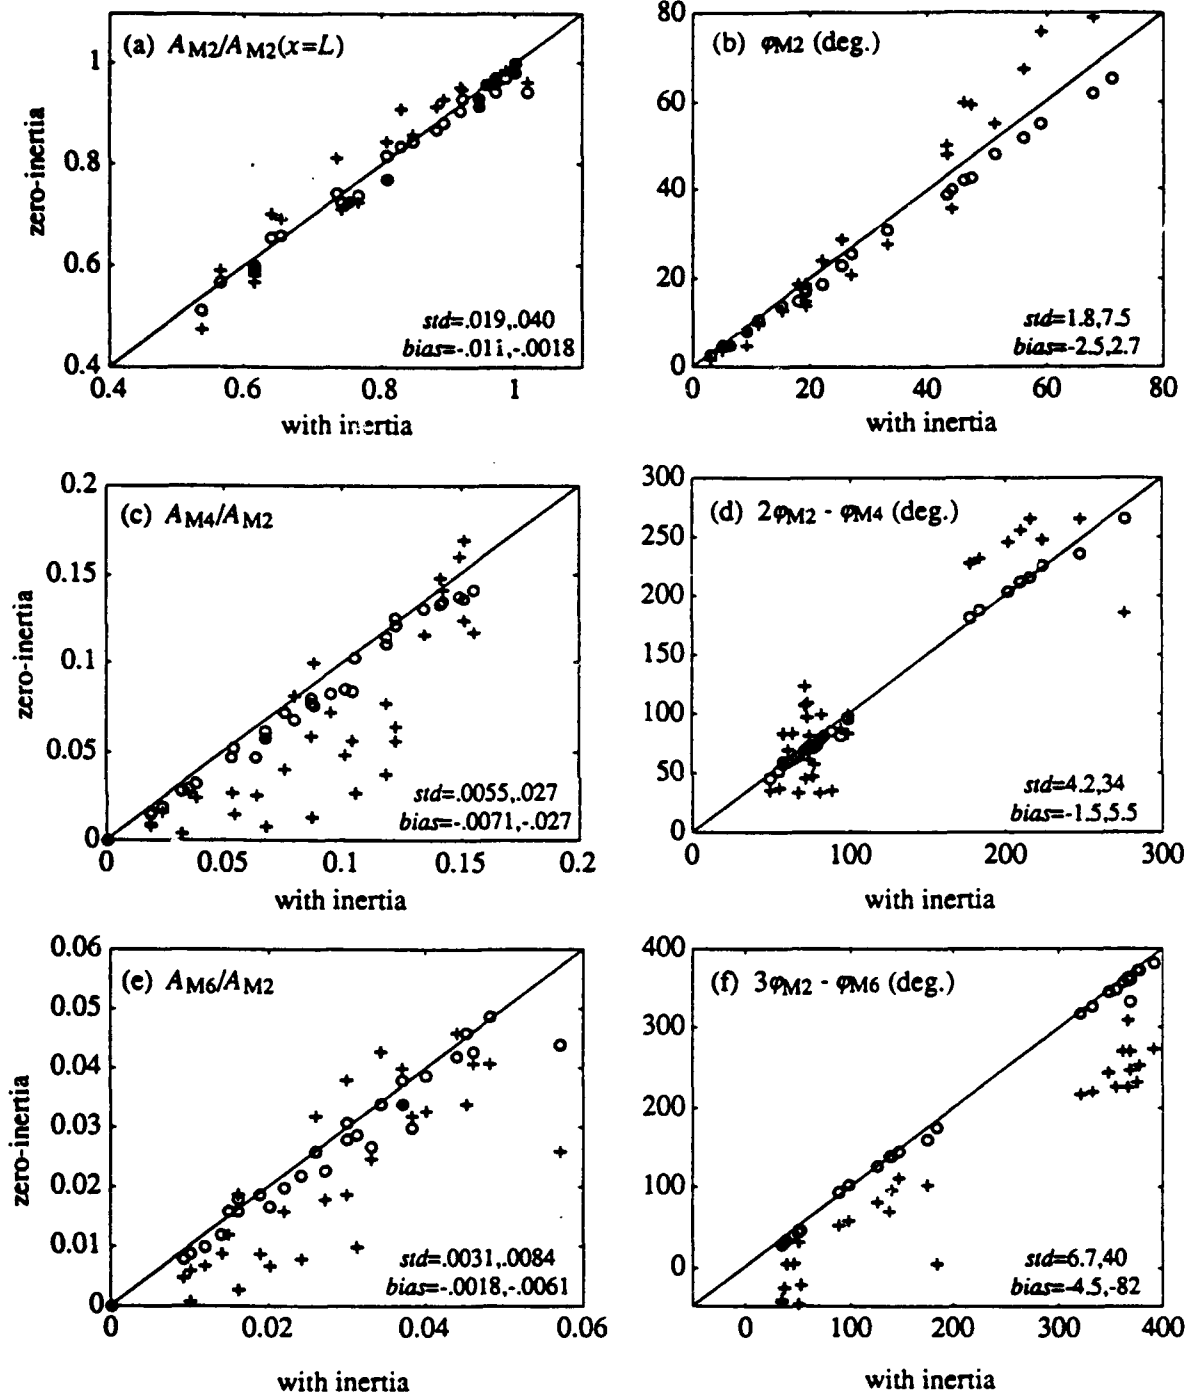 (a) AM2/AM2(x=L)
zero-inertia
1
0.8
0.6
0.4
std=.019,.040
bias=-.011,-.0018
0.4 0.6 0.8 1
with inertia
(b) φM2 (deg.)
80
60
40
20
0
std=1.8,7.5
bias=-2.5,2.7
0 20 40 60 80
with inertia
(c) AM4/AM2
zero-inertia
0.2
0.15
0.1
0.05
0
std=.0055,.027
bias=-.0071,-.027
0 0.05 0.1 0.15 0.2
with inertia
(d) 2φM2 - φM4 (deg.)
300
250
200
150
100
50
0
std=4.2,34
bias=-1.5,5.5
0 100 200 300
with inertia
(e) AM6/AM2
zero-inertia
0.06
0.05
0.04
0.03
0.02
0.01
0
std=.0031,.0084
bias=-.0018,-.0061
0 0.02 0.04 0.06
with inertia
(f) 3φM2 - φM6 (deg.)
400
300
200
100
0
std=6.7,40
bias=-4.5,-82
0 100 200 300 400
with inertia